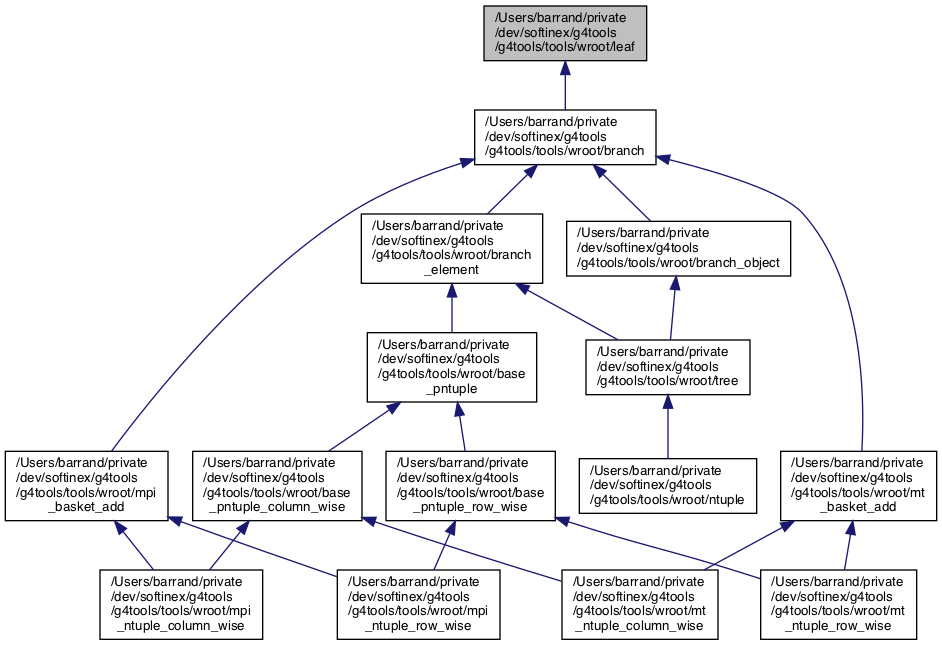 /Users/barrand/private
/dev/softinex/g4tools
/g4tools/tools/wroot/leaf
/Users/barrand/private
/dev/softinex/g4tools
/g4tools/tools/wroot/branch
/Users/barrand/private
/dev/softinex/g4tools
/g4tools/tools/wroot/branch
_element
/Users/barrand/private
/dev/softinex/g4tools
/g4tools/tools/wroot/branch_object
/Users/barrand/private
/dev/softinex/g4tools
/g4tools/tools/wroot/base
_pntuple
/Users/barrand/private
/dev/softinex/g4tools
/g4tools/tools/wroot/tree
/Users/barrand/private
/dev/softinex/g4tools
/g4tools/tools/wroot/mpi
_basket_add
/Users/barrand/private
/dev/softinex/g4tools
/g4tools/tools/wroot/base
_pntuple_column_wise
/Users/barrand/private
/dev/softinex/g4tools
/g4tools/tools/wroot/base
_pntuple_row_wise
/Users/barrand/private
/dev/softinex/g4tools
/g4tools/tools/wroot/ntuple
/Users/barrand/private
/dev/softinex/g4tools
/g4tools/tools/wroot/mt
_basket_add
/Users/barrand/private
/dev/softinex/g4tools
/g4tools/tools/wroot/mpi
_ntuple_column_wise
/Users/barrand/private
/dev/softinex/g4tools
/g4tools/tools/wroot/mpi
_ntuple_row_wise
/Users/barrand/private
/dev/softinex/g4tools
/g4tools/tools/wroot/mt
_ntuple_column_wise
/Users/barrand/private
/dev/softinex/g4tools
/g4tools/tools/wroot/mt
_ntuple_row_wise